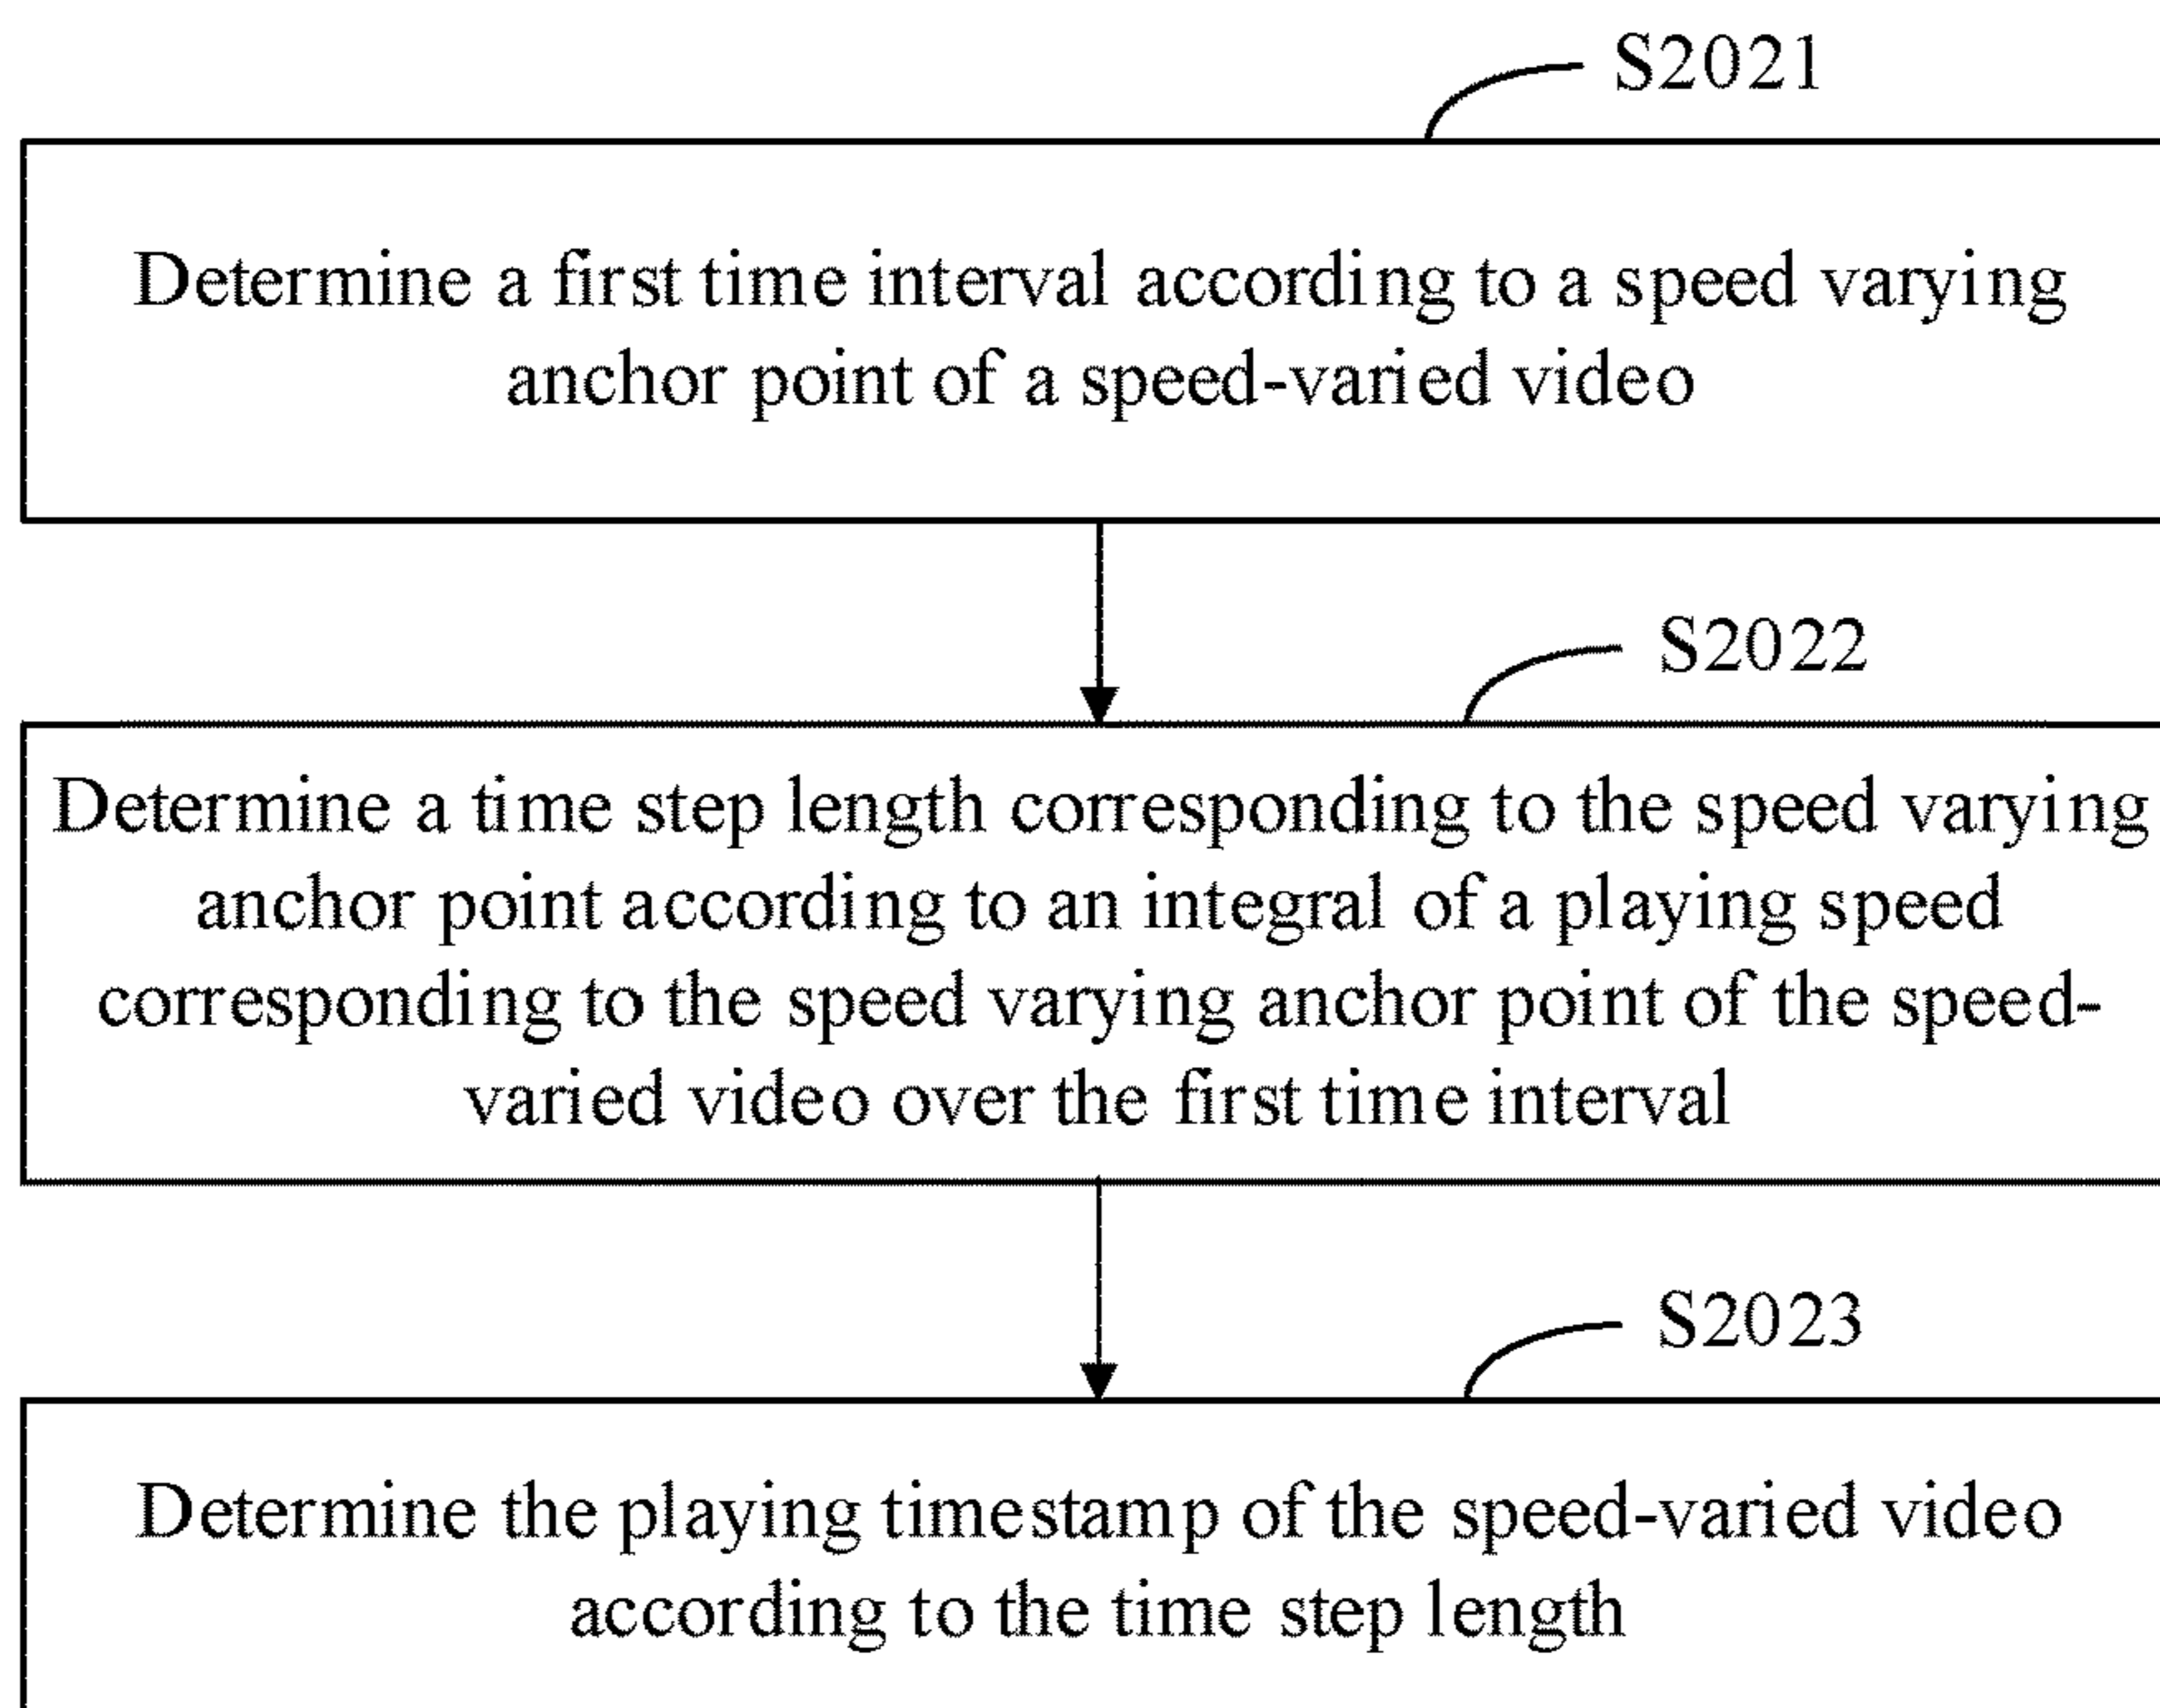 S2021
Determine a first time interval according to a speed varying
anchor point of a speed-varied video
S2022
Determine a time step length corresponding to the speed varying
anchor point according to an integral of a playing speed
corresponding to the speed varying anchor point of the speed-
varied video over the first time interval
S2023
Determine the playing timestamp of the speed-varied video
according to the time step length